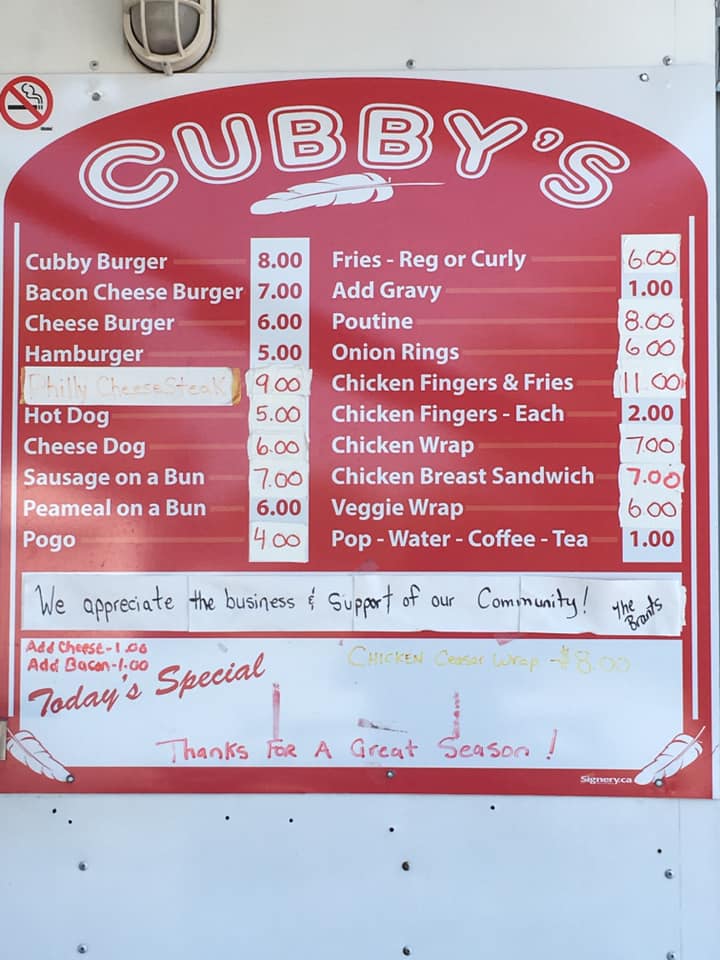 CUBBY'S
Cubby Burger 8.00
Bacon Cheese Burger 7.00
Cheese Burger 6.00
Hamburger 5.00
Philly CheeseSteak 9.00
Hot Dog 5.00
Cheese Dog 6.00
Sausage on a Bun 7.00
Peameal on a Bun 6.00
Pogo 4.00
Fries - Reg or Curly 6.00
Add Gravy 1.00
Poutine 8.00
Onion Rings 6.00
Chicken Fingers & Fries 11.00
Chicken Fingers - Each 2.00
Chicken Wrap 7.00
Chicken Breast Sandwich 7.00
Veggie Wrap 6.00
Pop - Water - Coffee - Tea 1.00
We appreciate the business & Support of our Community! The Brants
Add Cheese - 1.00
Add Bacon - 1.00
Today's Special
CHICKEN Ceaser Wrap - $8.00
Thanks FOR A Great Season!
Signery.ca